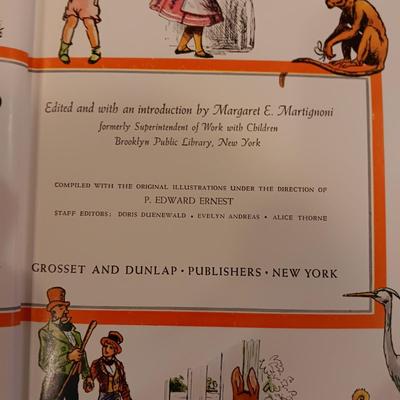 Edited and with an introduction by Margaret E. Martignoni
formerly Superintendent of Work with Children
Brooklyn Public Library, New York
COMPILED WITH THE ORIGINAL ILLUSTRATIONS UNDER THE DIRECTION OF
P. EDWARD ERNEST
STAFF EDITORS: DORIS DUENEWALD • EVELYN ANDREAS • ALICE THORNE
GROSSET AND DUNLAP • PUBLISHERS • NEW YORK